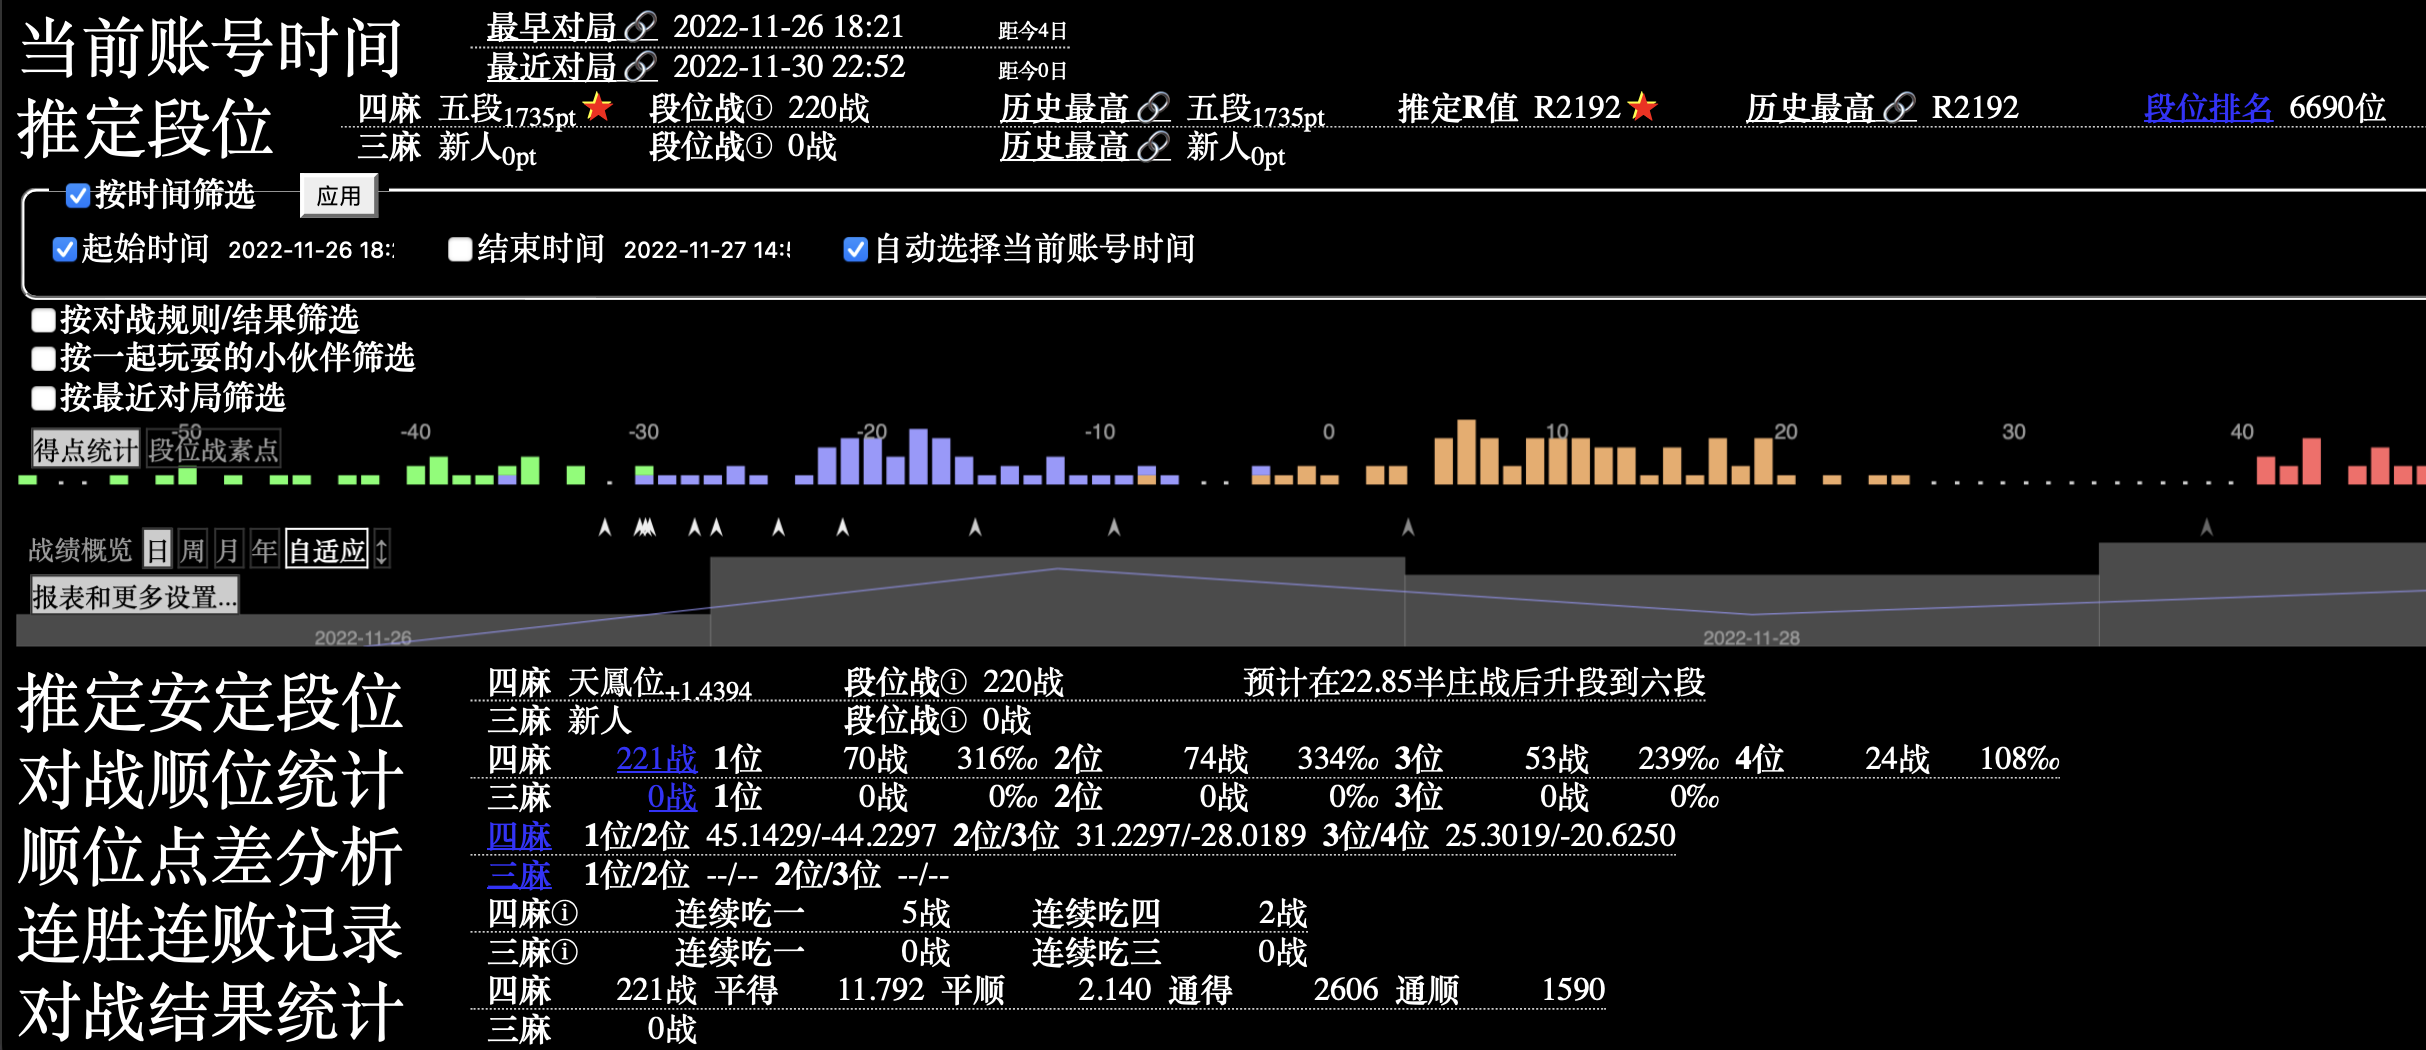 当前账号时间 最早对局🔗 2022-11-26 18:21 距今4日
最近对局🔗 2022-11-30 22:52 距今0日
推定段位 四麻 五段1735pt⭐ 段位战ⓘ 220战 历史最高🔗 五段1735pt 推定R值 R2192⭐ 历史最高🔗 R2192 段位排名 6690位
三麻 新人0pt 段位战ⓘ 0战 历史最高🔗 新人0pt
按时间筛选 应用
起始时间 2022-11-26 18: 结束时间 2022-11-27 14: 自动选择当前账号时间
按对战规则/结果筛选
按一起玩耍的小伙伴筛选
按最近对局筛选
-50 -40 -30 -20 -10 0 10 20 30 40
得点统计 段位战素点
战绩概览 日 周 月 年 自适应 ↕
报表和更多设置...
2022-11-26 2022-11-28
推定安定段位 四麻 天鳳位+1.4394 段位战ⓘ 220战 预计在22.85半庄战后升段到六段
三麻 新人 段位战ⓘ 0战
对战顺位统计 四麻 221战 1位 70战 316‰ 2位 74战 334‰ 3位 53战 239‰ 4位 24战 108‰
三麻 0战 1位 0战 0‰ 2位 0战 0‰ 3位 0战 0‰
顺位点差分析 四麻 1位/2位 45.1429/-44.2297 2位/3位 31.2297/-28.0189 3位/4位 25.3019/-20.6250
三麻 1位/2位 --/-- 2位/3位 --/--
连胜连败记录 四麻ⓘ 连续吃一 5战 连续吃四 2战
三麻ⓘ 连续吃一 0战 连续吃三 0战
对战结果统计 四麻 221战 平得 11.792 平顺 2.140 通得 2606 通顺 1590
三麻 0战